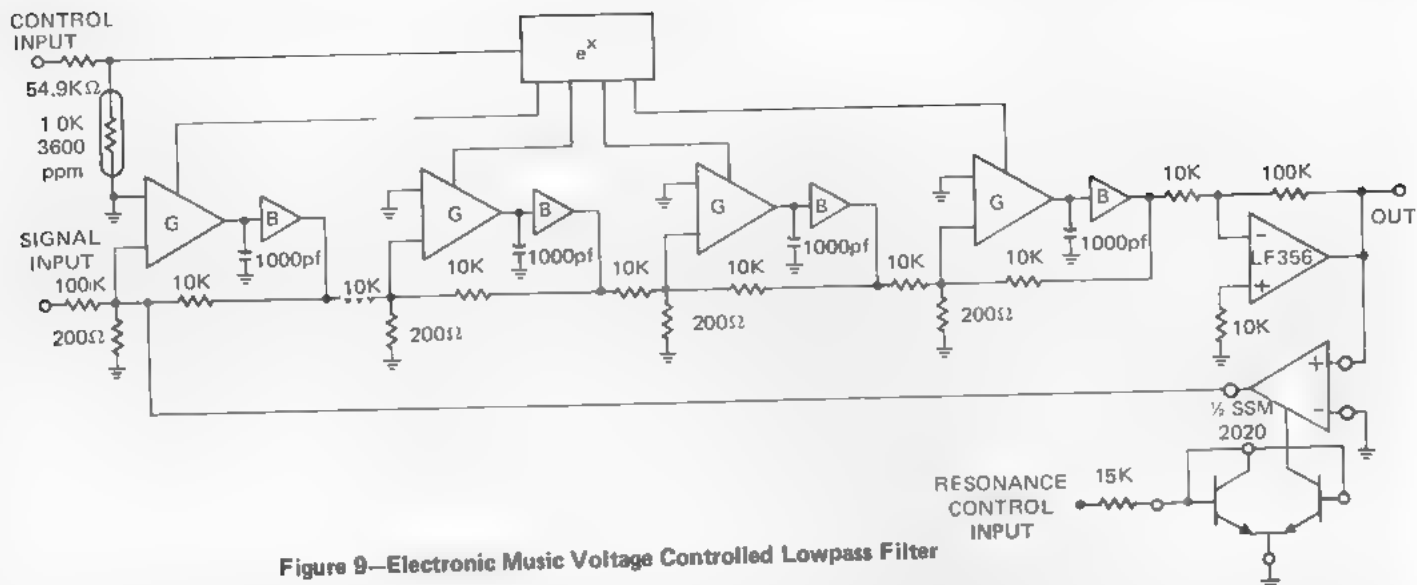 CONTROL
INPUT
54.9KΩ
1 0K
3600
ppm
e^x
G
B
1000pf
G
B
1000pf
G
B
1000pf
G
B
1000pf
SIGNAL
INPUT
100K
10K
200Ω
10K
10K
200Ω
10K
10K
200Ω
10K
10K
200Ω
10K
100K
-
LF356
+
10K
OUT
+
-
½ SSM
2020
RESONANCE
CONTROL
INPUT
15K
Figure 9—Electronic Music Voltage Controlled Lowpass Filter